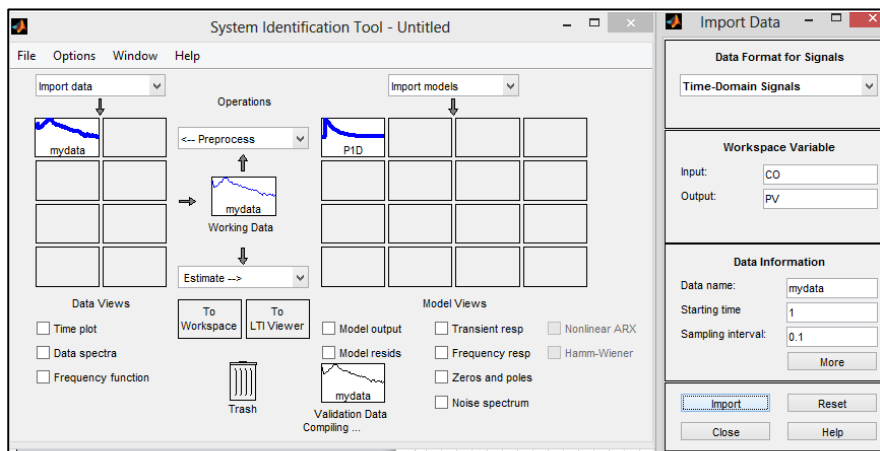 System Identification Tool - Untitled
File Options Window Help
Import data
Operations
Import models
mydata
<-- Preprocess
P1D
mydata
Working Data
Estimate -->
Data Views
Time plot
Data spectra
Frequency function
To
Workspace
To
LTI Viewer
Trash
Model Views
Model output
Model resids
Transient resp
Frequency resp
Zeros and poles
Noise spectrum
Nonlinear ARX
Hamm-Wiener
mydata
Validation Data
Compiling ...
Import Data
Data Format for Signals
Time-Domain Signals
Workspace Variable
Input: CO
Output: PV
Data Information
Data name: mydata
Starting time 1
Sampling interval: 0.1
More
Import Reset
Close Help